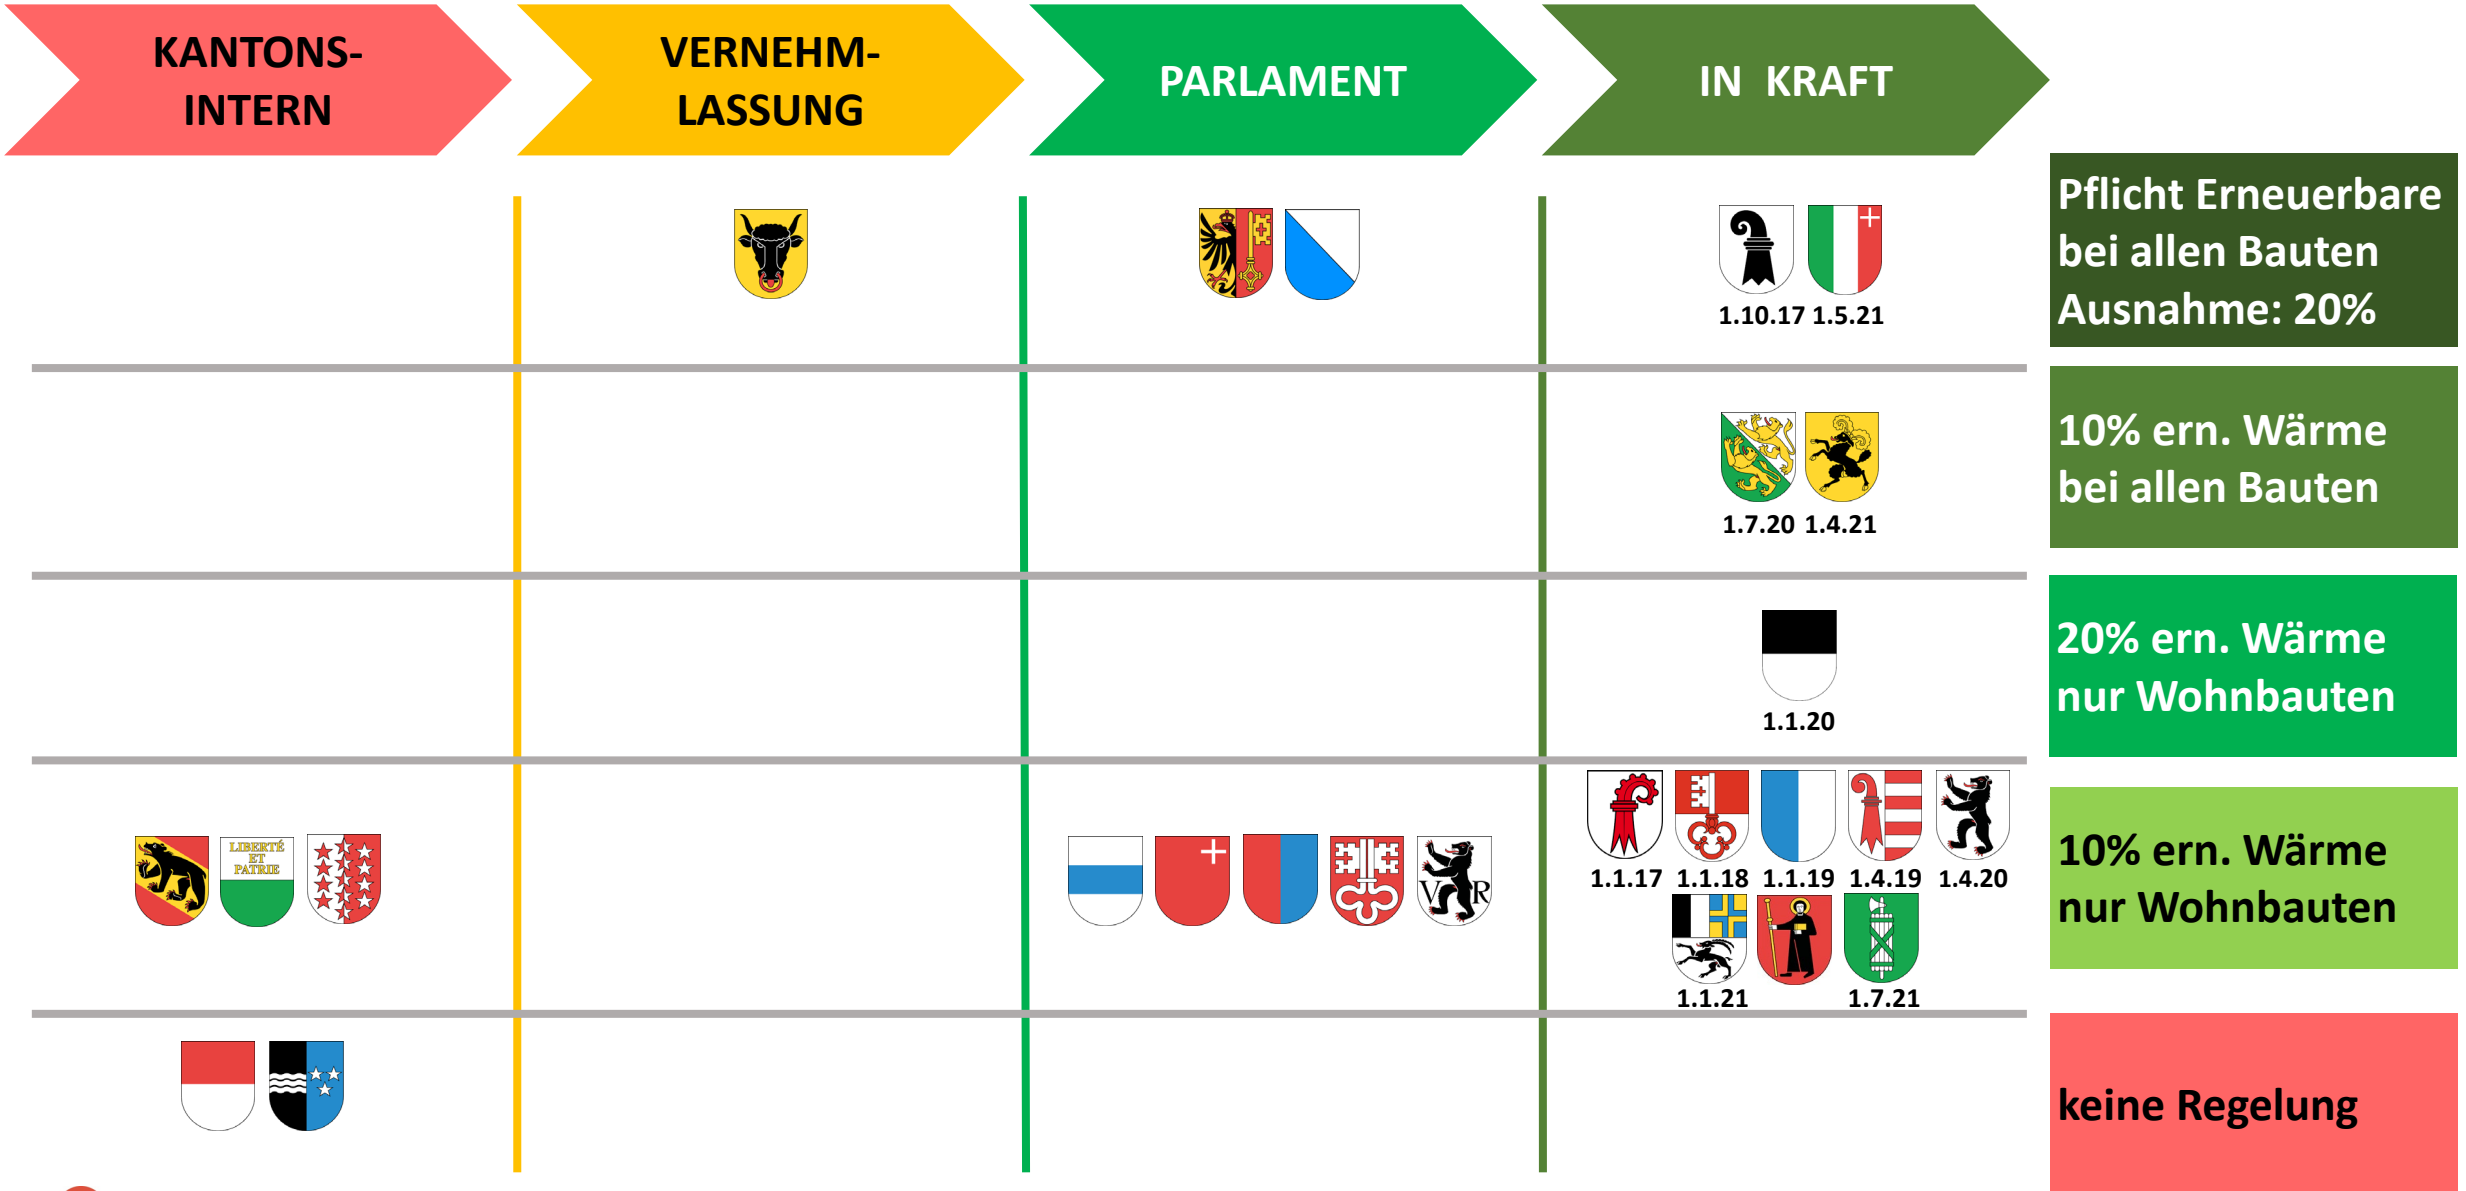 KANTONS-
INTERN
VERNEHM-
LASSUNG
PARLAMENT
IN KRAFT
Pflicht Erneuerbare
bei allen Bauten
Ausnahme: 20%
1.10.17 1.5.21
10% ern. Wärme
bei allen Bauten
1.7.20 1.4.21
20% ern. Wärme
nur Wohnbauten
1.1.20
10% ern. Wärme
nur Wohnbauten
LIBERTÉ
ET
PATRIE
V R
1.1.17 1.1.18 1.1.19 1.4.19 1.4.20
1.1.21 1.7.21
keine Regelung